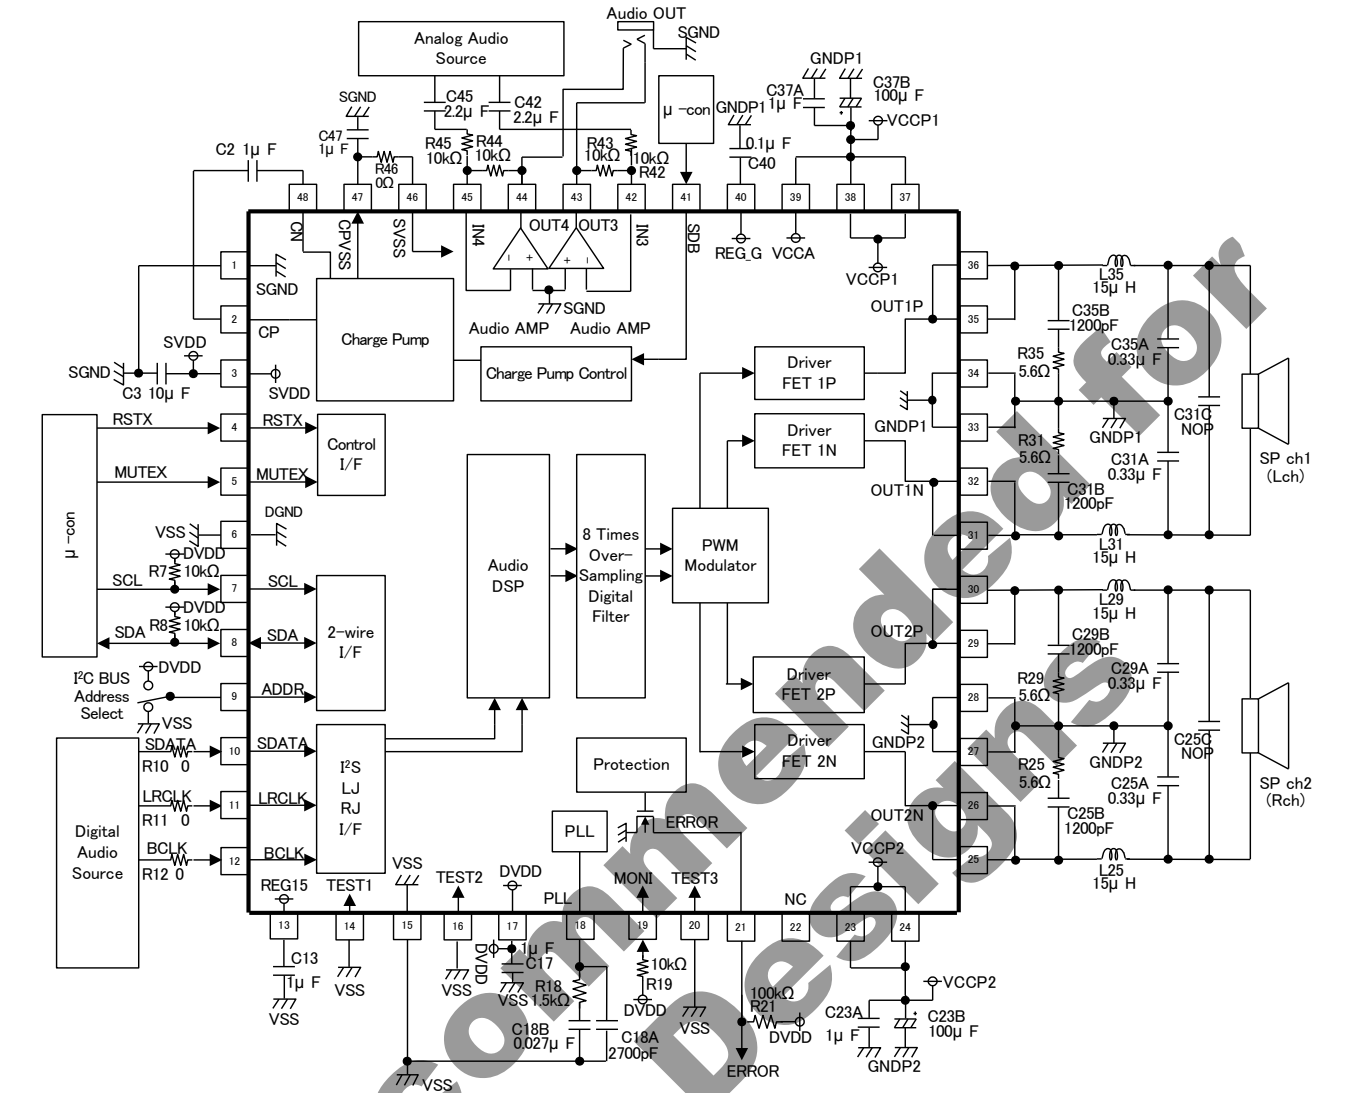 Audio OUT
SGND
Analog Audio
Source
SGND
C47
1μ F
C45
2.2μ F
C42
2.2μ F
μ -con
GNDP1
0.1μ F
C40
GNDP1
C37A
1μ F
C37B
100μ F
+
VCCP1
C2 1μ F
R46
0Ω
R45
10kΩ
R44
10kΩ
R43
10kΩ
10kΩ
R42
48
47
46
45
44
43
42
41
40
39
38
37
CN
CPVSS
SVSS
IN4
OUT4
OUT3
IN3
SDB
REG_G
VCCA
VCCP1
− +
+ −
SGND
Audio AMP
Audio AMP
1
SGND
2
CP
Charge Pump
Charge Pump Control
SVDD
SGND
C3 10μ F
3
SVDD
μ -con
RSTX
4
RSTX
Control
I/F
MUTEX
5
MUTEX
VSS
6
DGND
DVDD
R7
10kΩ
SCL
7
SCL
DVDD
R8
10kΩ
SDA
8
SDA
2-wire
I/F
I²C BUS
Address
Select
DVDD
VSS
9
ADDR
Digital
Audio
Source
SDATA
R10 0
10
SDATA
LRCLK
R11 0
11
LRCLK
BCLK
R12 0
12
BCLK
I²S
LJ
RJ
I/F
Audio
DSP
8 Times
Over-
Sampling
Digital
Filter
PWM
Modulator
Driver
FET 1P
Driver
FET 1N
Driver
FET 2P
Driver
FET 2N
Protection
PLL
ERROR
OUT1P
GNDP1
OUT1N
OUT2P
GNDP2
OUT2N
VCCP2
36
35
34
33
32
31
30
29
28
27
26
25
L35
15μ H
C35B
1200pF
R35
5.6Ω
C35A
0.33μ F
GNDP1
C31C
NOP
R31
5.6Ω
C31A
0.33μ F
C31B
1200pF
L31
15μ H
SP ch1
(Lch)
L29
15μ H
C29B
1200pF
R29
5.6Ω
C29A
0.33μ F
GNDP2
C25C
NOP
R25
5.6Ω
C25A
0.33μ F
C25B
1200pF
L25
15μ H
SP ch2
(Rch)
REG15
TEST1
VSS
TEST2
DVDD
PLL
MONI
TEST3
NC
13
14
15
16
17
18
19
20
21
22
23
24
C13
1μ F
VSS
VSS
VSS
VSS
DVDD
1μ F
C17
VSS
R18
1.5kΩ
C18B
0.027μ F
C18A
2700pF
10kΩ
R19
DVDD
VSS
100kΩ
R21
DVDD
ERROR
VCCP2
C23A
1μ F
C23B
100μ F
+
GNDP2
commended for
Designs